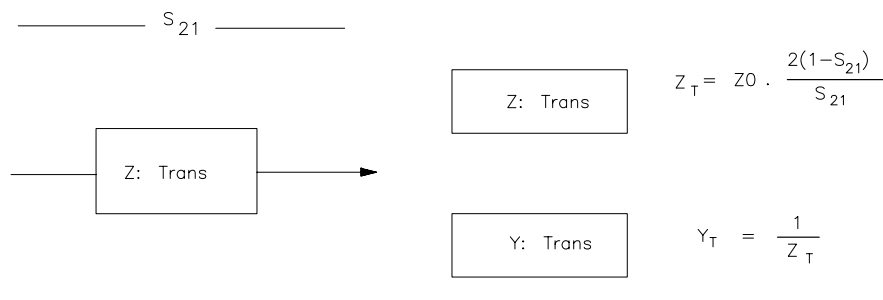 S21
Z: Trans
Z: Trans
ZT = Z0 . 2(1-S21) / S21
Y: Trans
YT = 1 / ZT